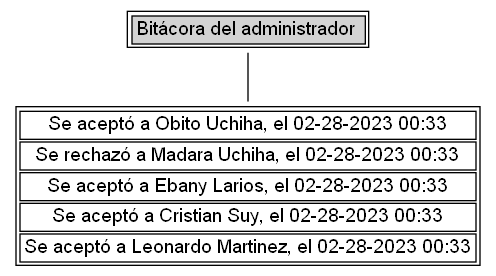 Bitácora del administrador
Se aceptó a Obito Uchiha, el 02-28-2023 00:33
Se rechazó a Madara Uchiha, el 02-28-2023 00:33
Se aceptó a Ebany Larios, el 02-28-2023 00:33
Se aceptó a Cristian Suy, el 02-28-2023 00:33
Se aceptó a Leonardo Martinez, el 02-28-2023 00:33